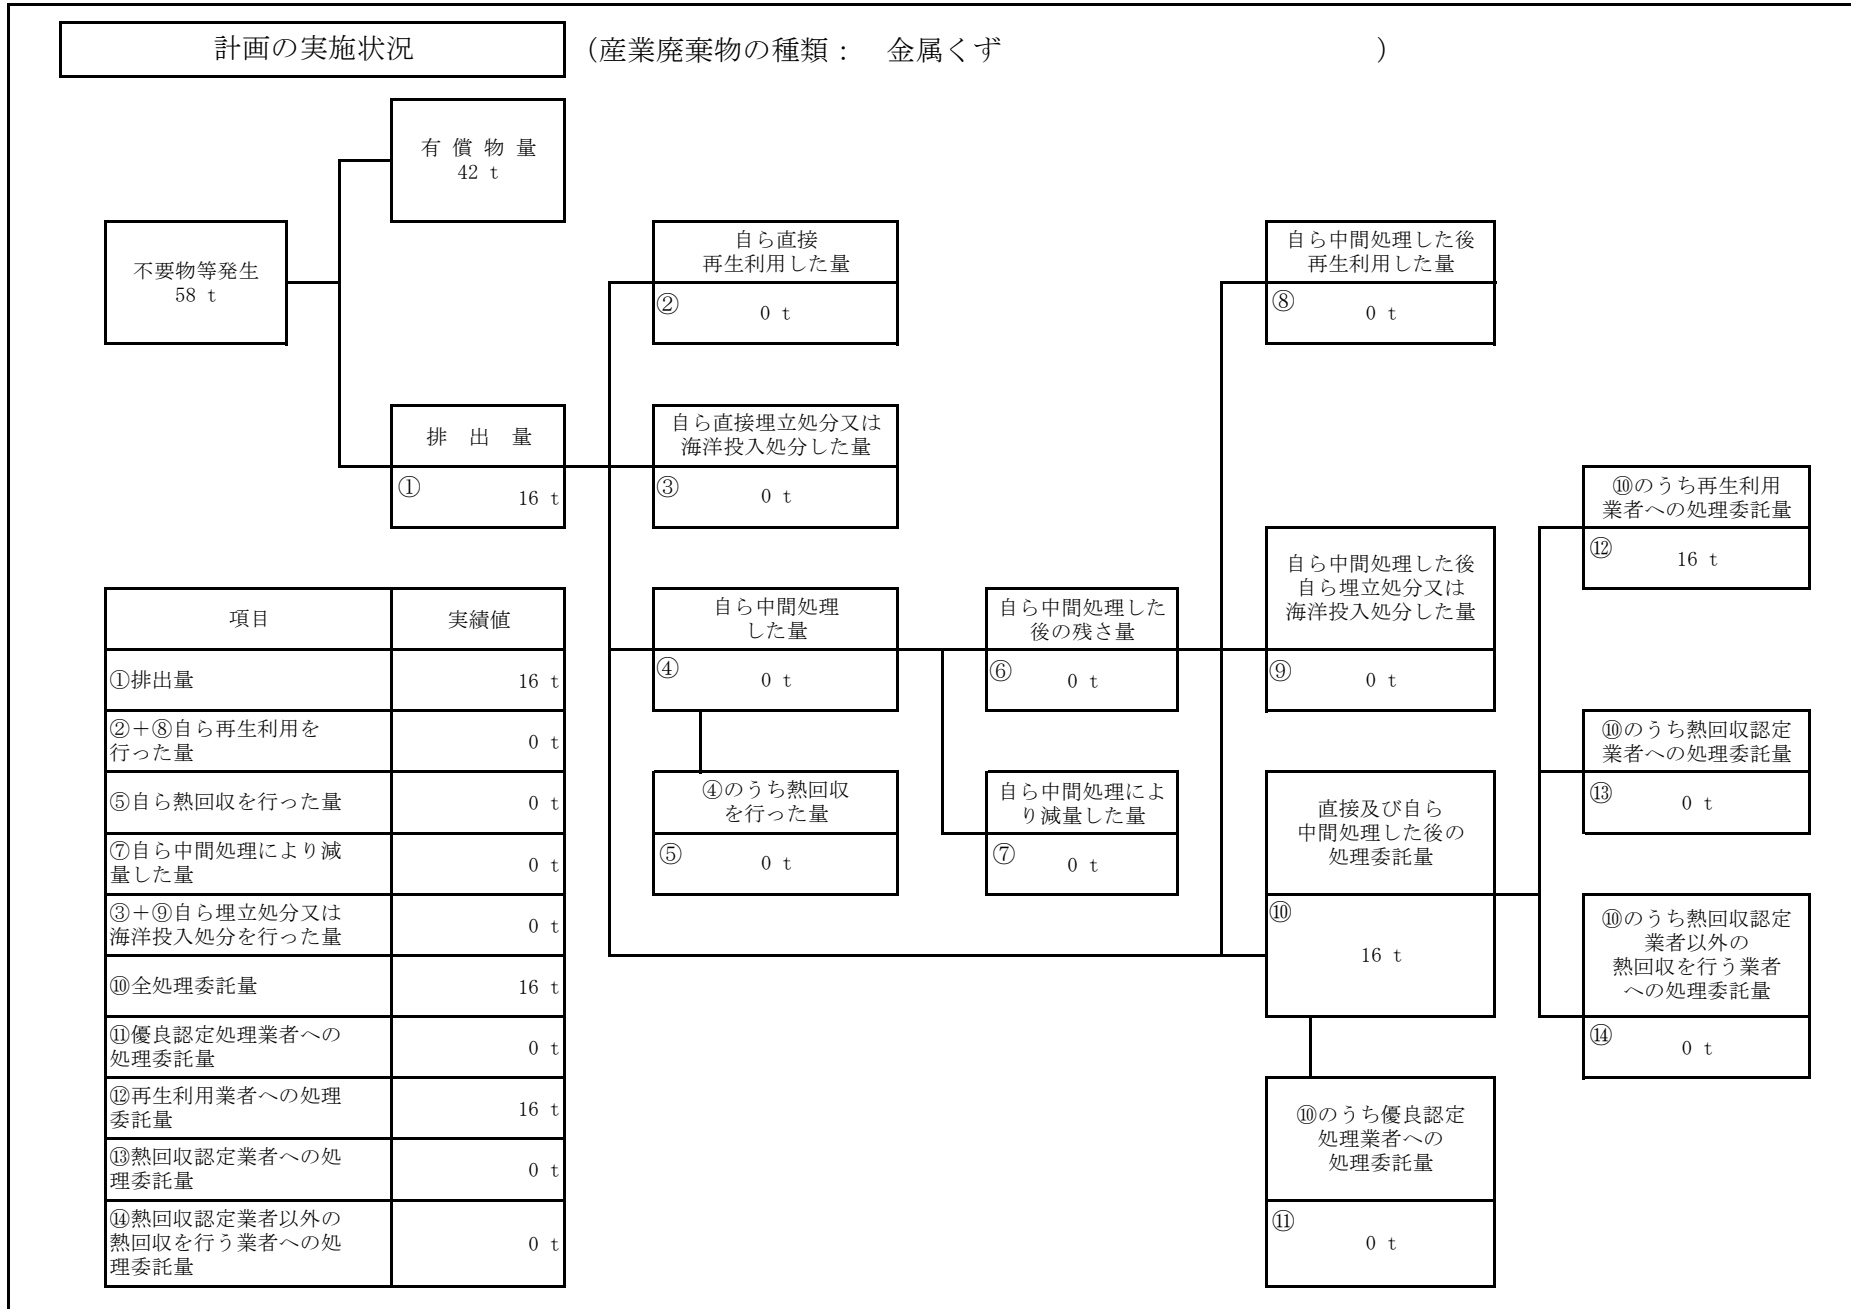 計画の実施状況
（産業廃棄物の種類： 金属くず ）
有 償 物 量
42 t
不要物等発生
58 t
排 出 量
①
16 t
自ら直接
再生利用した量
②
0 t
自ら直接埋立処分又は
海洋投入処分した量
③
0 t
自ら中間処理
した量
④
0 t
④のうち熱回収
を行った量
⑤
0 t
自ら中間処理した
後の残さ量
⑥
0 t
自ら中間処理によ
り減量した量
⑦
0 t
自ら中間処理した後
再生利用した量
⑧
0 t
自ら中間処理した後
自ら埋立処分又は
海洋投入処分した量
⑨
0 t
直接及び自ら
中間処理した後の
処理委託量
⑩
16 t
⑩のうち優良認定
処理業者への
処理委託量
⑪
0 t
⑩のうち再生利用
業者への処理委託量
⑫
16 t
⑩のうち熱回収認定
業者への処理委託量
⑬
0 t
⑩のうち熱回収認定
業者以外の
熱回収を行う業者
への処理委託量
⑭
0 t
項目 実績値
①排出量 16 t
②＋⑧自ら再生利用を
行った量
0 t
⑤自ら熱回収を行った量 0 t
⑦自ら中間処理により減
量した量
0 t
③＋⑨自ら埋立処分又は
海洋投入処分を行った量
0 t
⑩全処理委託量 16 t
⑪優良認定処理業者への
処理委託量
0 t
⑫再生利用業者への処理
委託量
16 t
⑬熱回収認定業者への処
理委託量
0 t
⑭熱回収認定業者以外の
熱回収を行う業者への処
理委託量
0 t